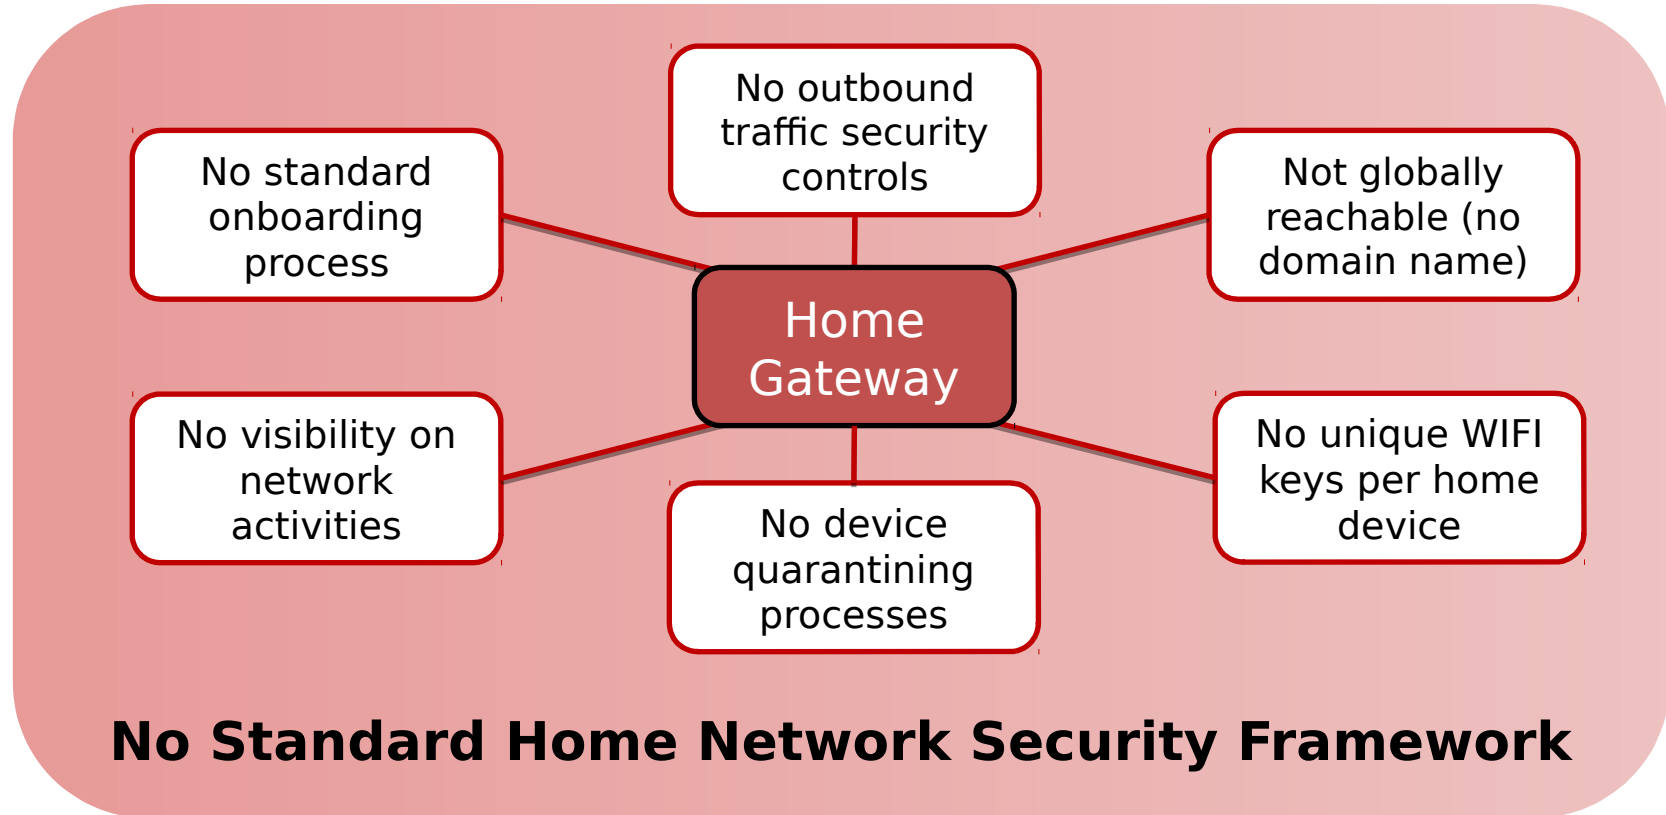 No outbound
traffic security
controls
No standard
onboarding
process
Not globally
reachable (no
domain name)
Home
Gateway
No visibility on
network
activities
No unique WIFI
keys per home
device
No device
quarantining
processes
No Standard Home Network Security Framework